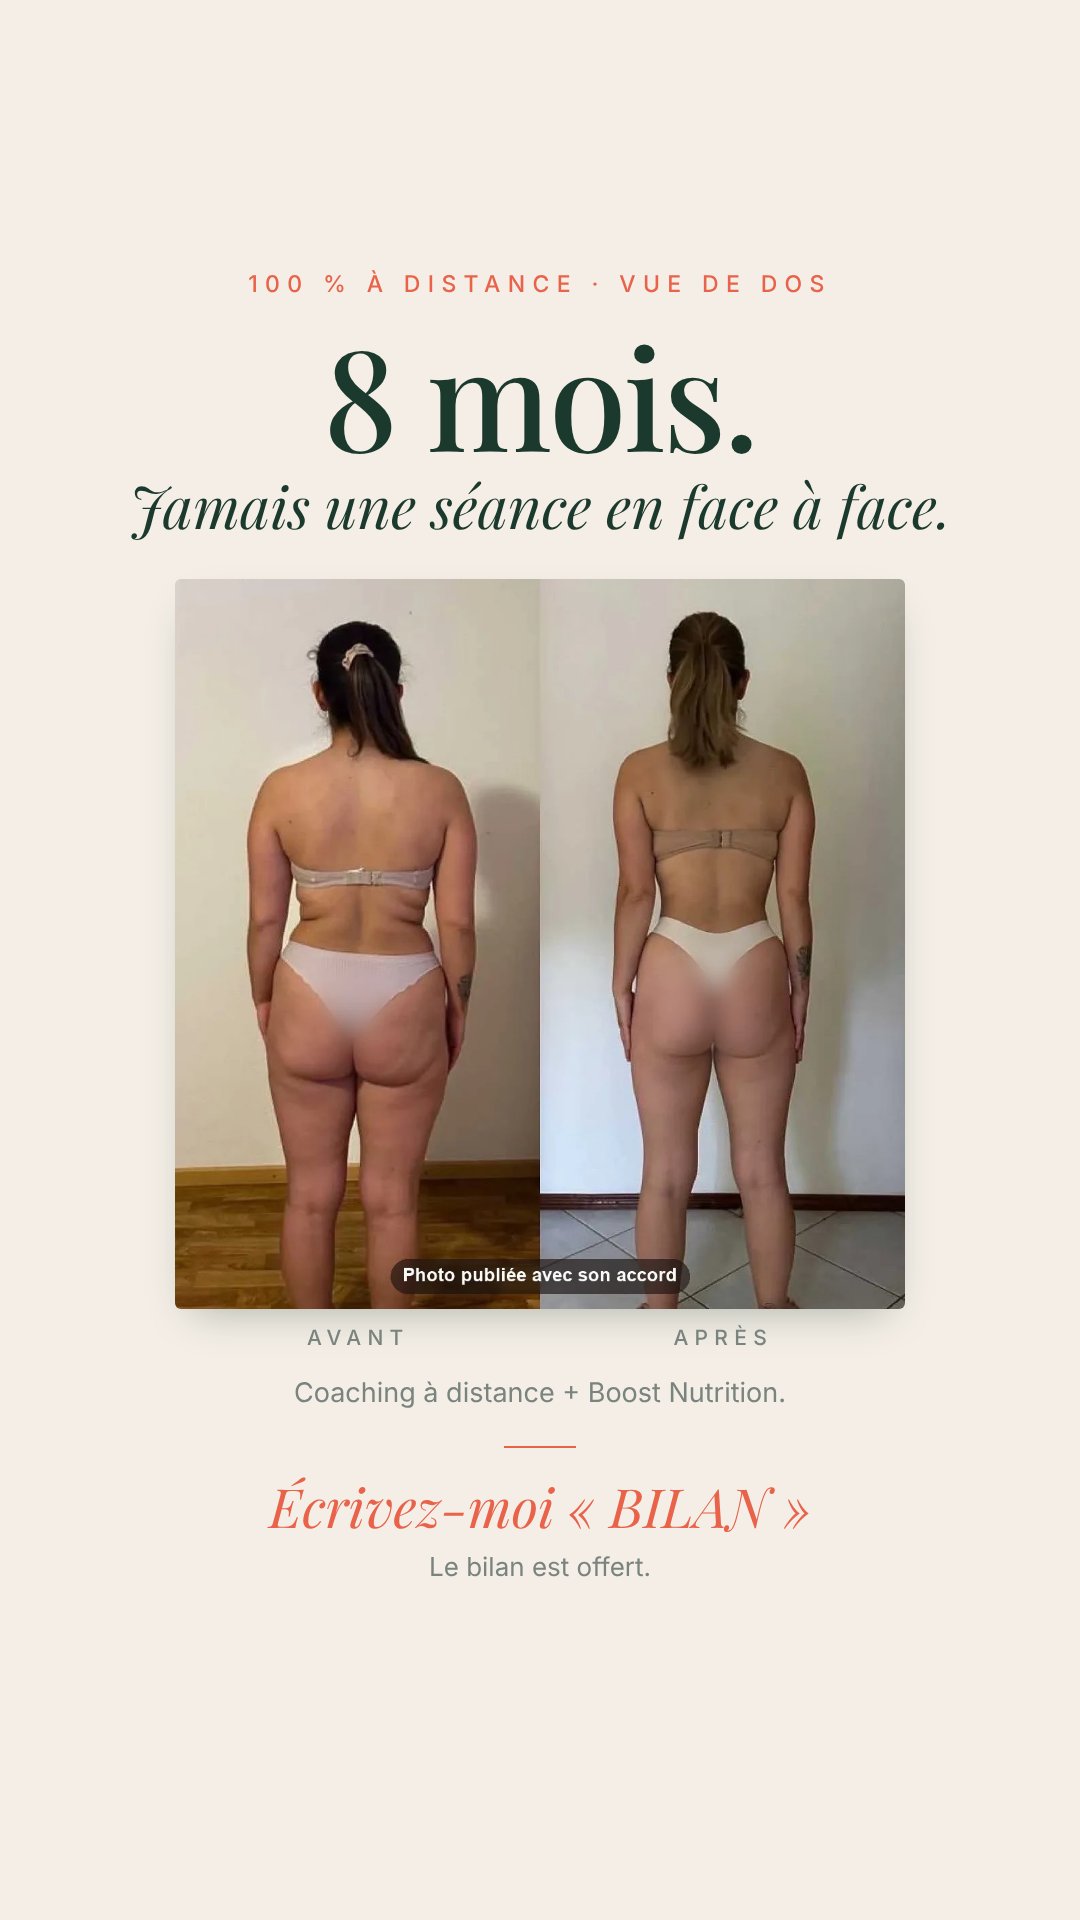 100 % À DISTANCE · VUE DE DOS
8 mois.
Jamais une séance en face à face.
Photo publiée avec son accord
AVANT
APRÈS
Coaching à distance + Boost Nutrition.
Écrivez-moi « BILAN »
Le bilan est offert.